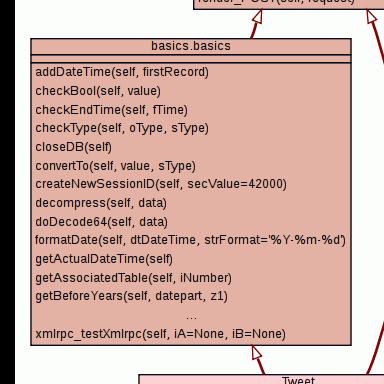 render_POST(self, request)
basics.basics
addDateTime(self, firstRecord)
checkBool(self, value)
checkEndTime(self, fTime)
checkType(self, oType, sType)
closeDB(self)
convertTo(self, value, sType)
createNewSessionID(self, secValue=42000)
decompress(self, data)
doDecode64(self, data)
formatDate(self, dtDateTime, strFormat='%Y-%m-%d')
getActualDateTime(self)
getAssociatedTable(self, iNumber)
getBeforeYears(self, datepart, z1)
...
xmlrpc_testXmlrpc(self, iA=None, iB=None)
Tweet